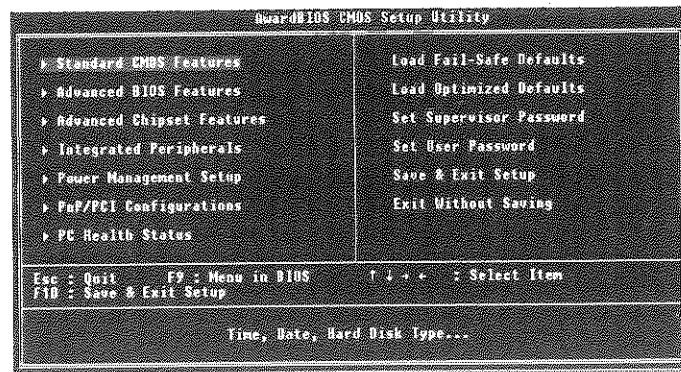 AwardBIOS CMOS Setup Utility
▸ Standard CMOS Features
▸ Advanced BIOS Features
▸ Advanced Chipset Features
▸ Integrated Peripherals
▸ Power Management Setup
▸ PnP/PCI Configurations
▸ PC Health Status
Load Fail-Safe Defaults
Load Optimized Defaults
Set Supervisor Password
Set User Password
Save & Exit Setup
Exit Without Saving
Esc : Quit F9 : Menu in BIOS ↑ ↓ → ← : Select Item
F10 : Save & Exit Setup
Time, Date, Hard Disk Type...